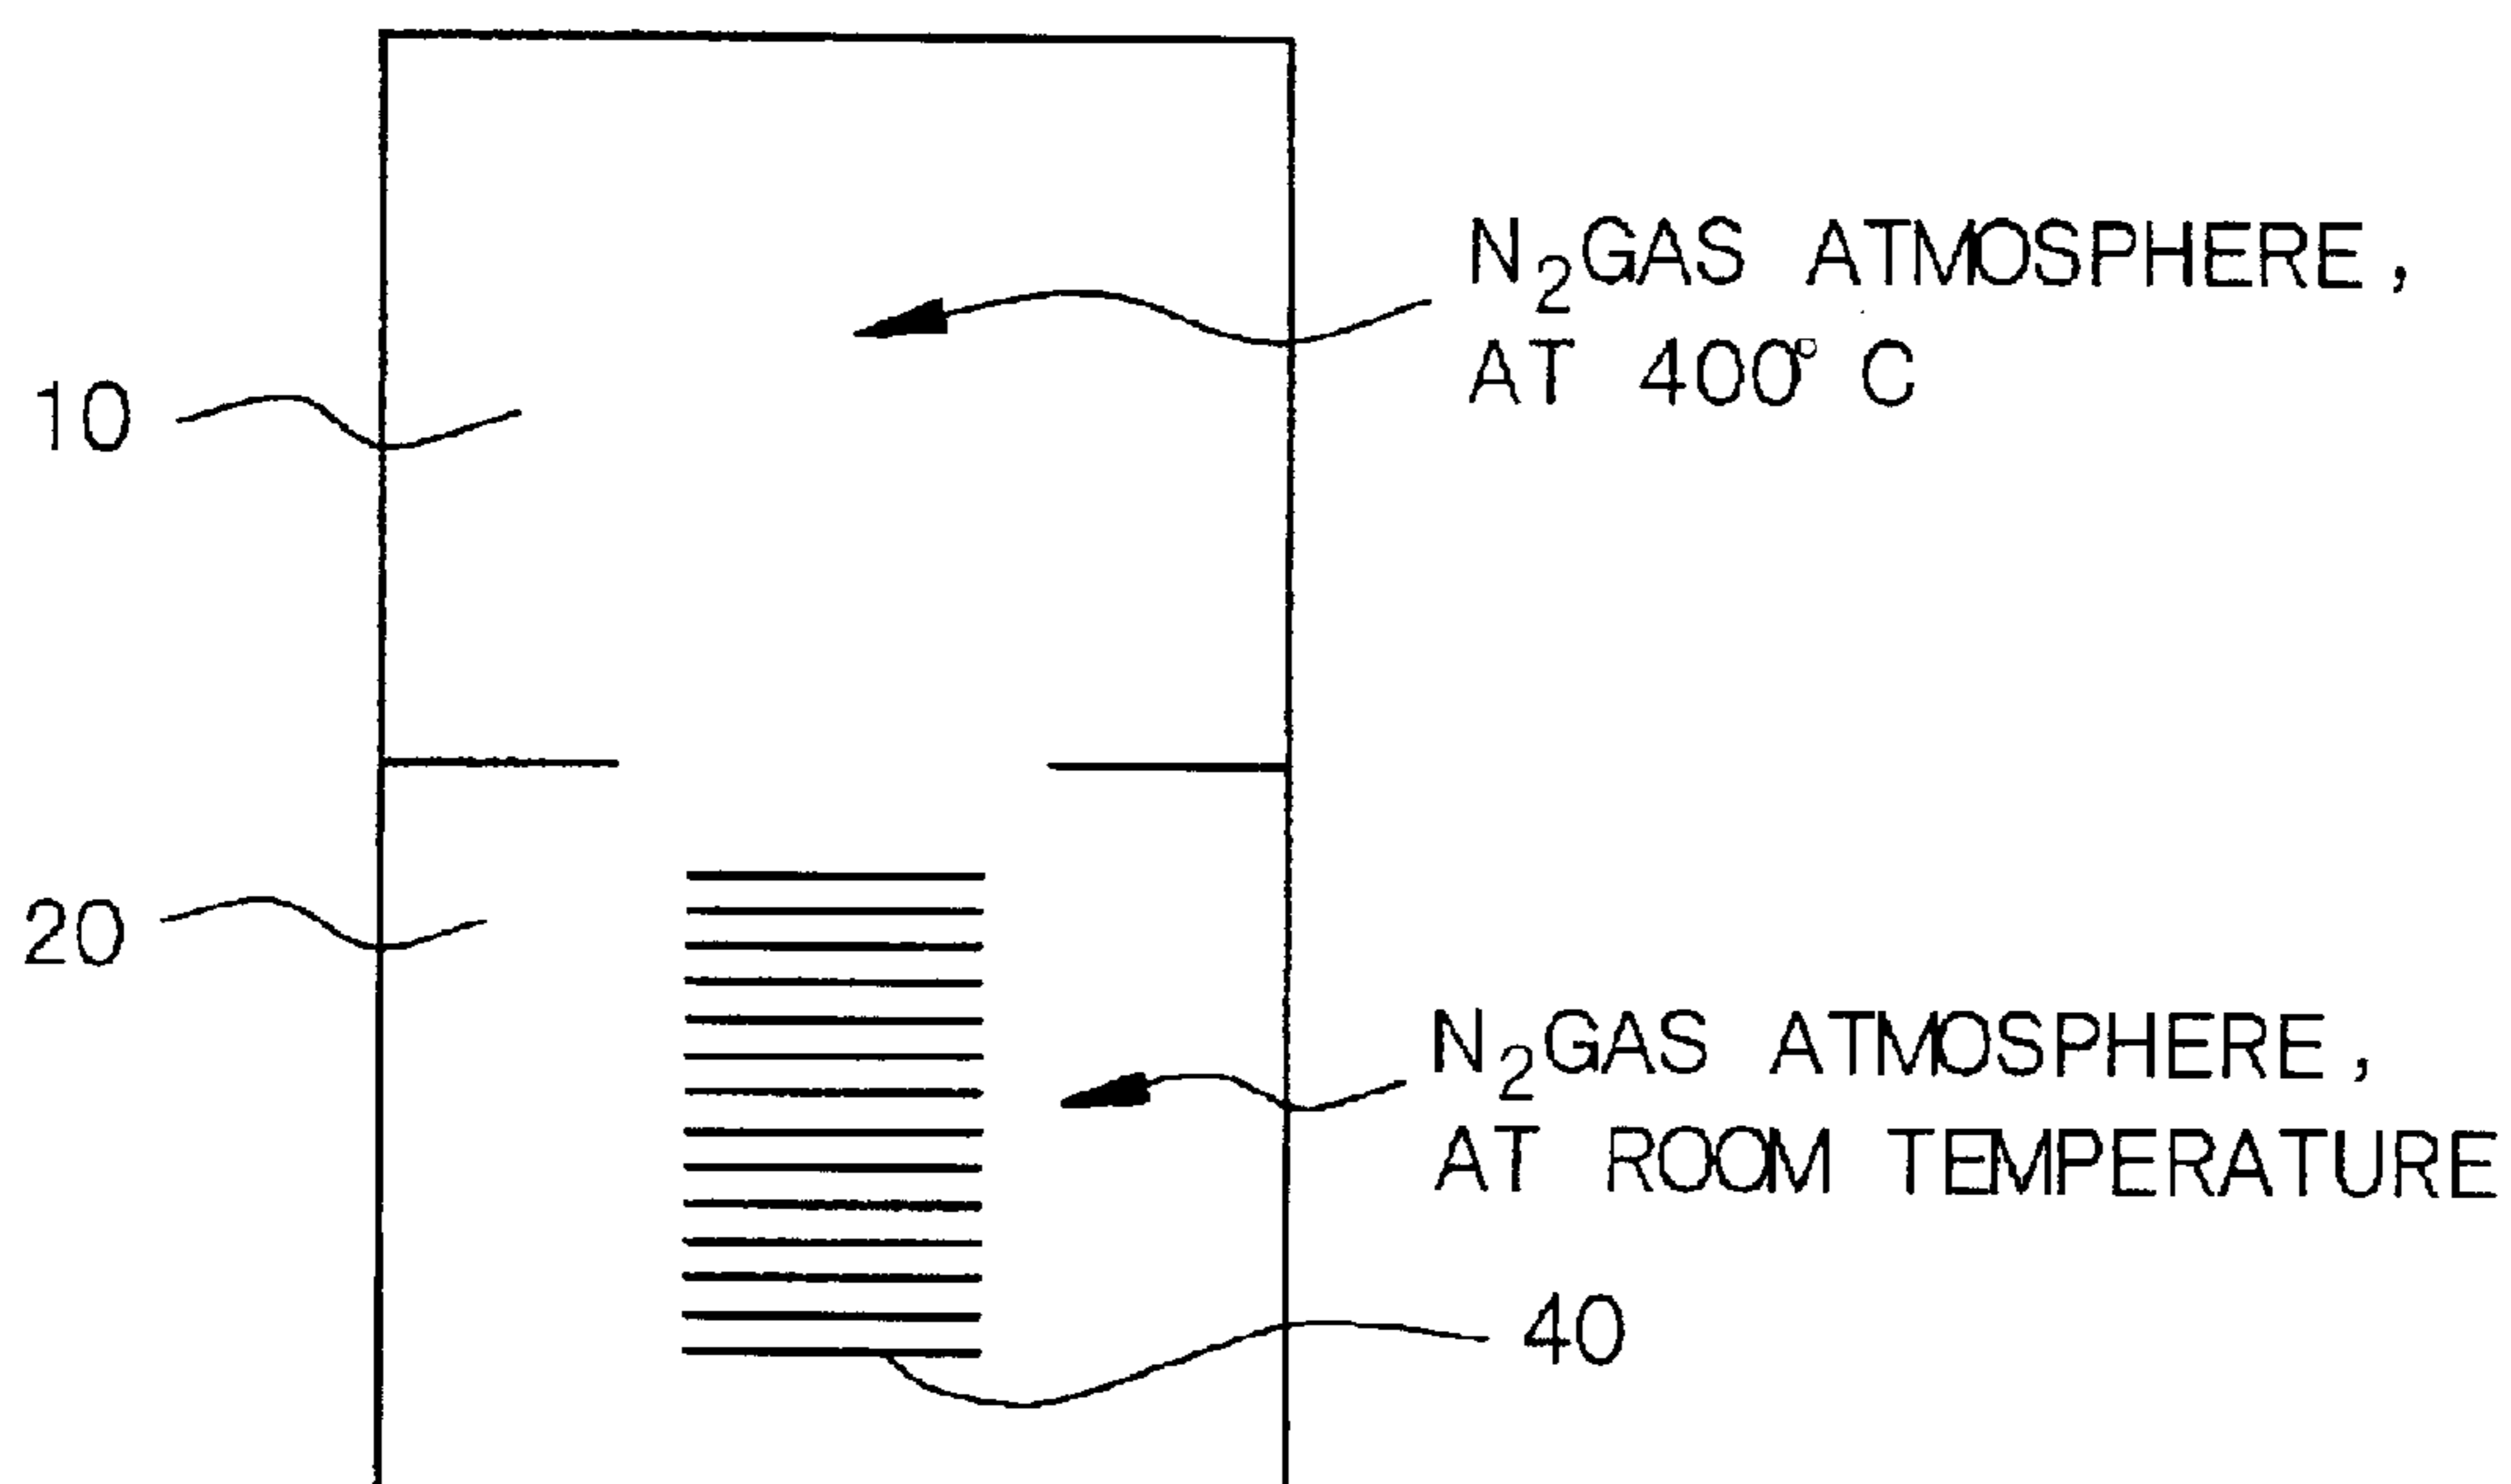 N₂GAS ATMOSPHERE,
AT 400° C
10
20
N₂GAS ATMOSPHERE,
AT ROOM TEMPERATURE
40